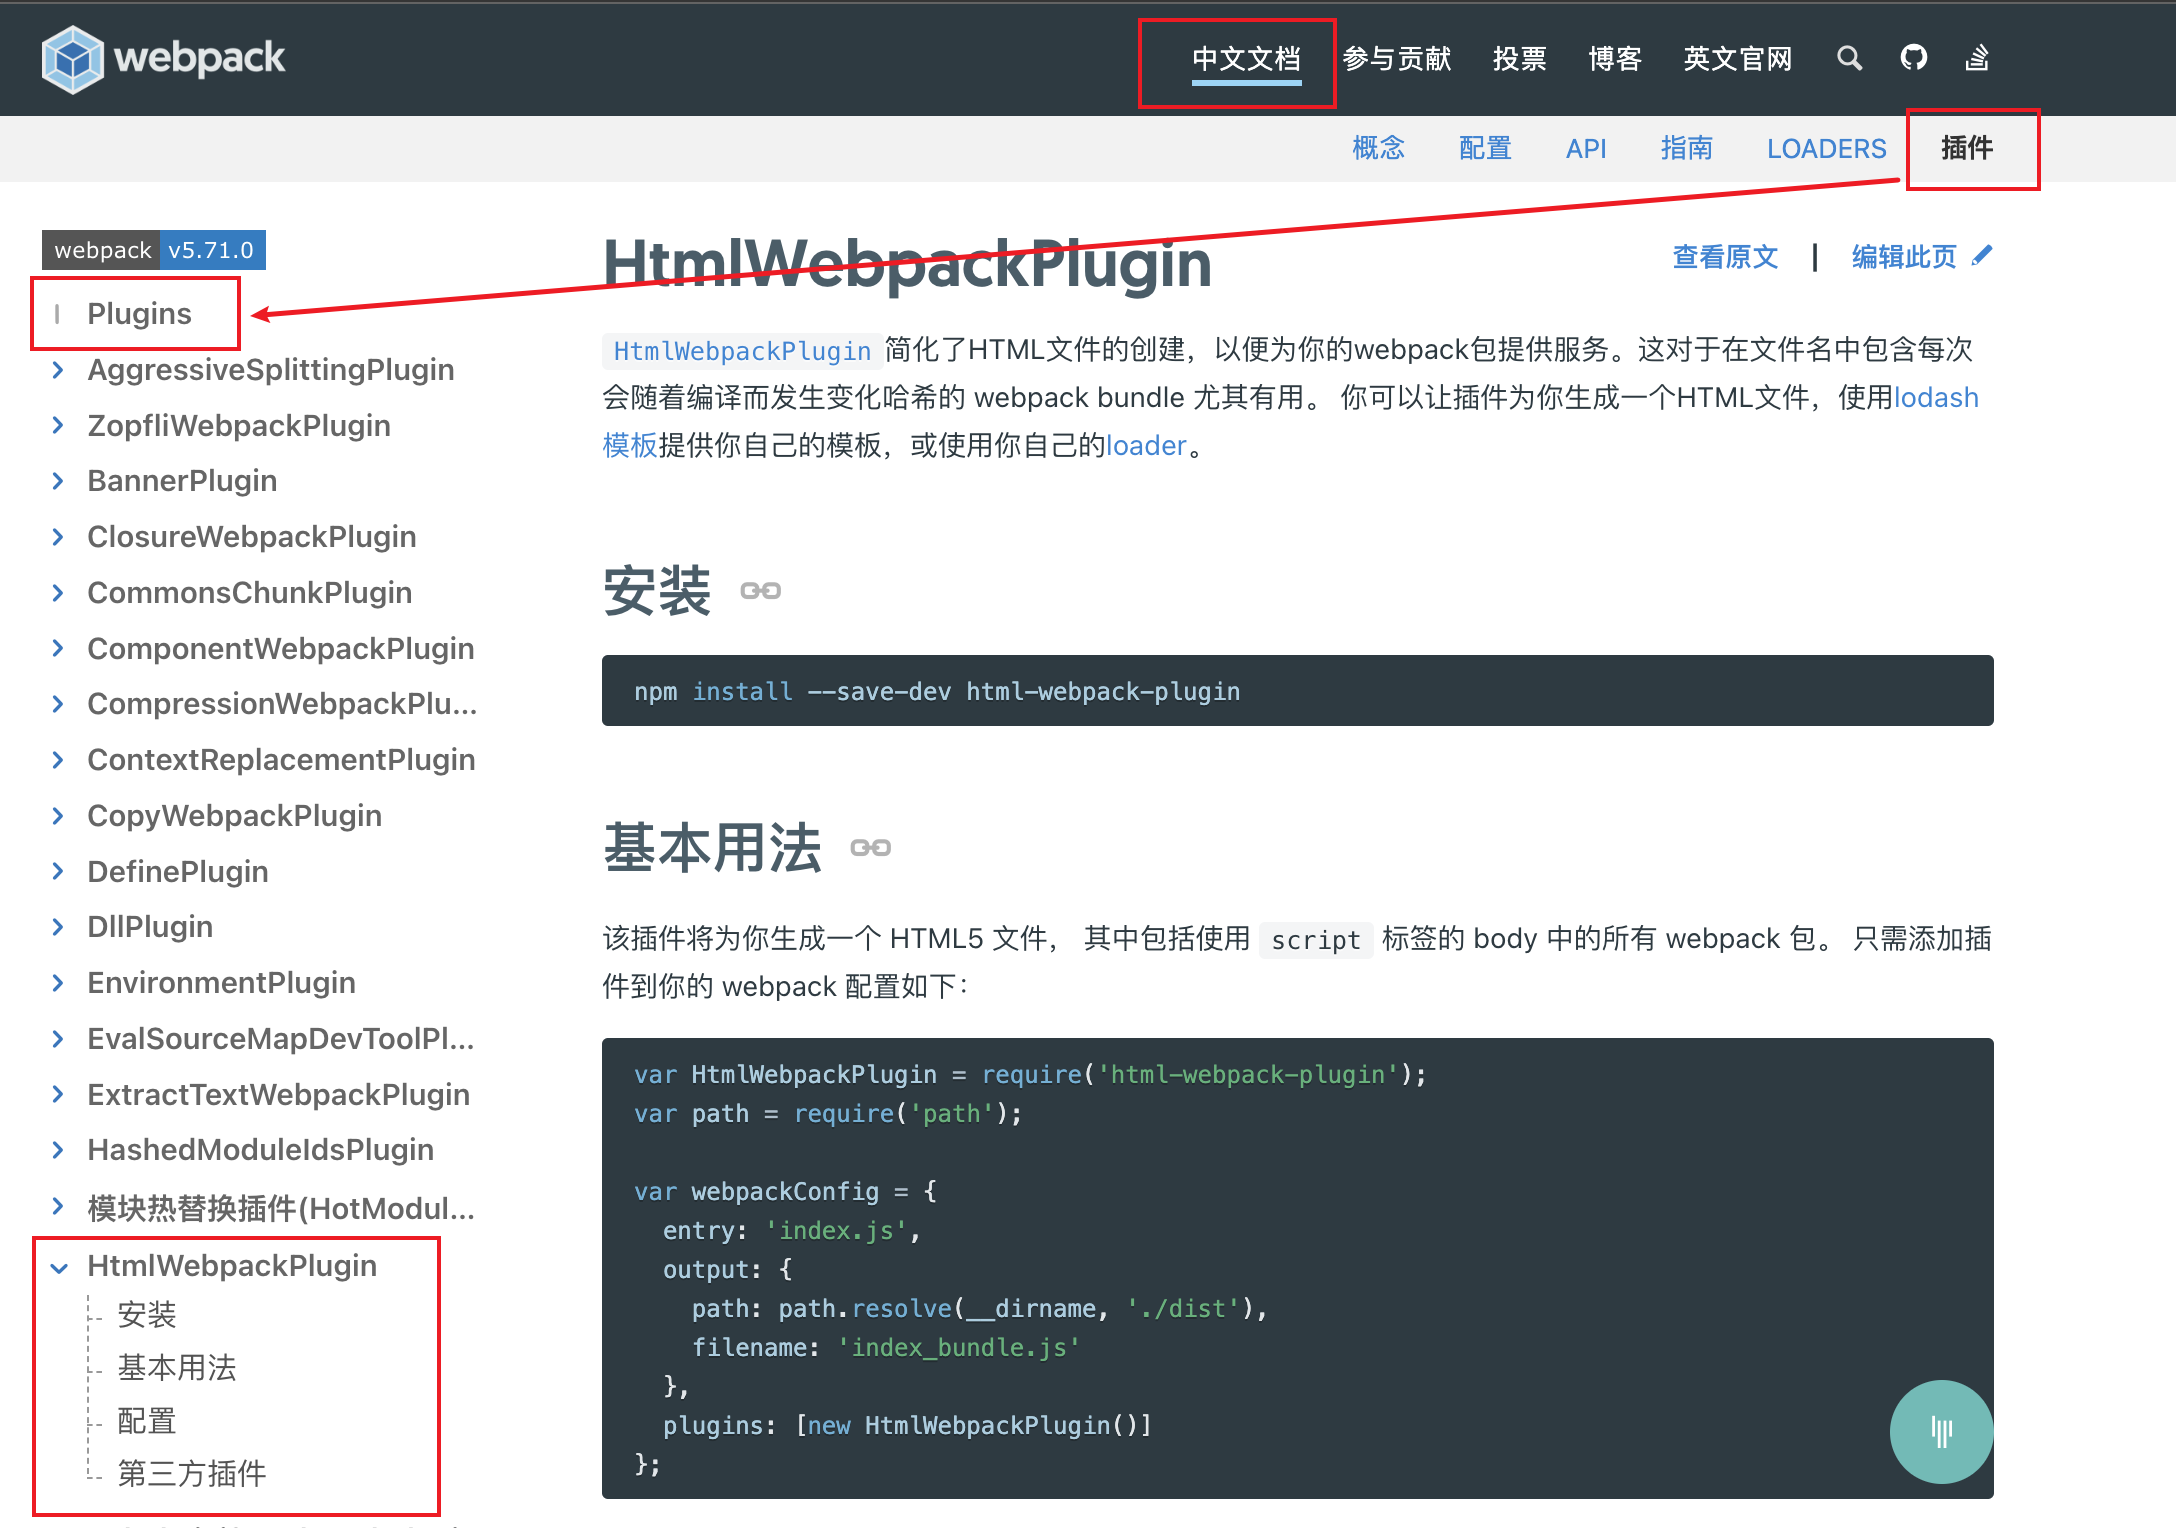 webpack
中文文档 参与贡献 投票 博客 英文官网
概念 配置 API 指南 LOADERS 插件
webpack v5.71.0
Plugins
AggressiveSplittingPlugin
ZopfliWebpackPlugin
BannerPlugin
ClosureWebpackPlugin
CommonsChunkPlugin
ComponentWebpackPlugin
CompressionWebpackPlu...
ContextReplacementPlugin
CopyWebpackPlugin
DefinePlugin
DllPlugin
EnvironmentPlugin
EvalSourceMapDevToolPl...
ExtractTextWebpackPlugin
HashedModuleIdsPlugin
模块热替换插件(HotModul...
HtmlWebpackPlugin
安装
基本用法
配置
第三方插件
HtmlWebpackPlugin
查看原文 | 编辑此页
HtmlWebpackPlugin 简化了HTML文件的创建，以便为你的webpack包提供服务。这对于在文件名中包含每次
会随着编译而发生变化哈希的 webpack bundle 尤其有用。 你可以让插件为你生成一个HTML文件，使用lodash
模板提供你自己的模板，或使用你自己的loader。
安装
npm install --save-dev html-webpack-plugin
基本用法
该插件将为你生成一个 HTML5 文件， 其中包括使用 script 标签的 body 中的所有 webpack 包。 只需添加插
件到你的 webpack 配置如下：
var HtmlWebpackPlugin = require('html-webpack-plugin');
var path = require('path');
var webpackConfig = {
entry: 'index.js',
output: {
path: path.resolve(__dirname, './dist'),
filename: 'index_bundle.js'
},
plugins: [new HtmlWebpackPlugin()]
};